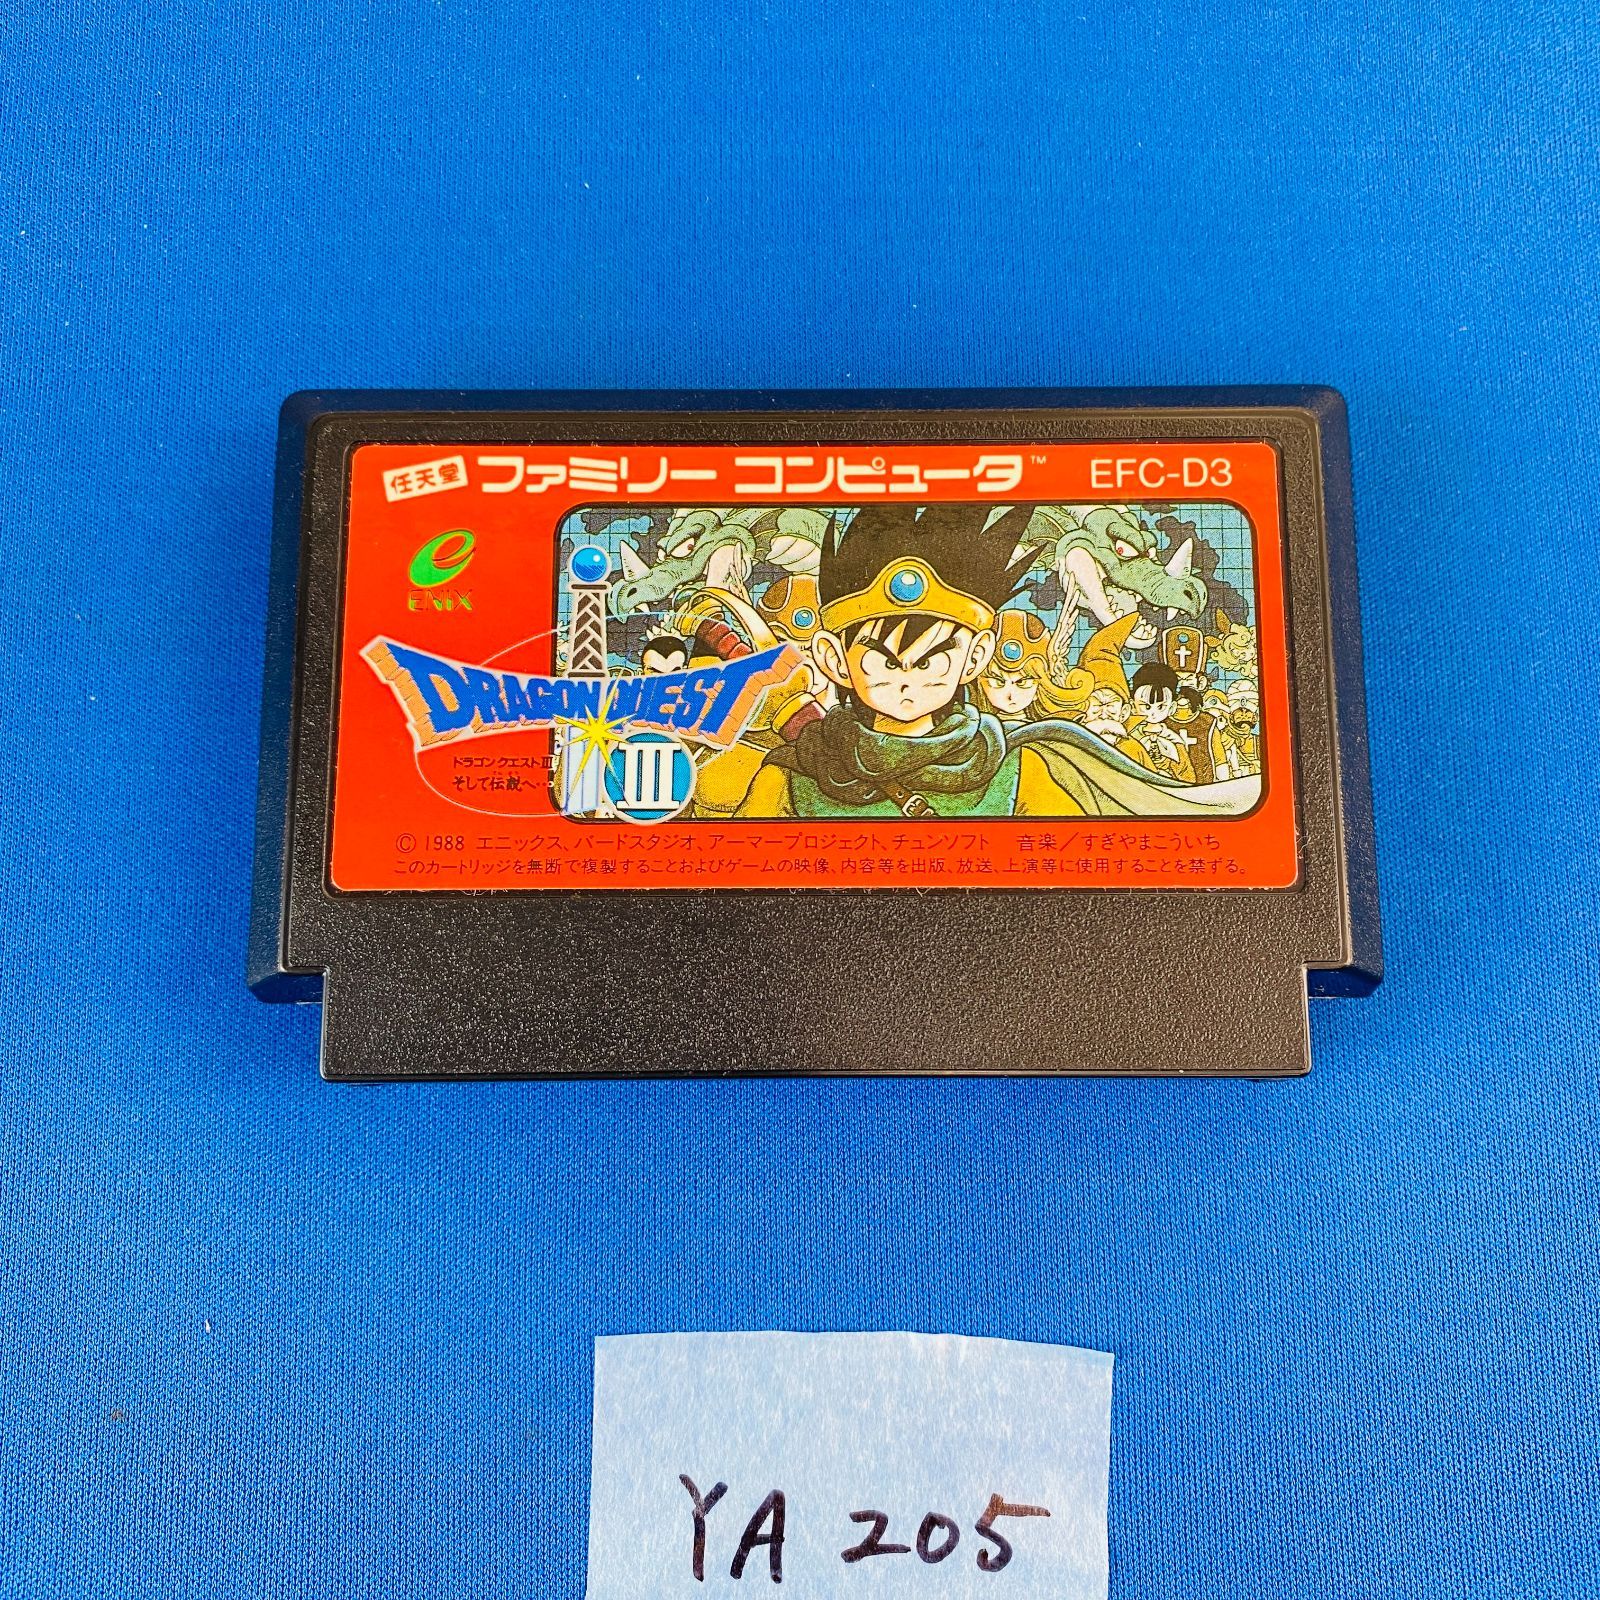 任天堂 ファミリー コンピュータ™ EFC-D3
ENIX
DRAGON QUEST
III
ドラゴンクエストIII
そして伝説へ…
© 1988 エニックス、バードスタジオ、アーマープロジェクト、チュンソフト 音楽／すぎやまこういち
このカートリッジを無断で複製することおよびゲームの映像、内容等を出版、放送、上演等に使用することを禁ずる。
YA 205